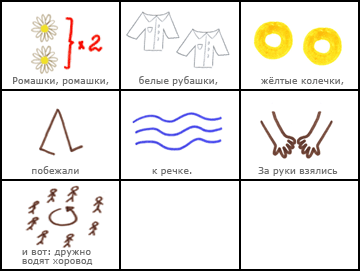 x 2
Ромашки, ромашки,
белые рубашки,
жёлтые колечки,
побежали
к речке.
За руки взялись
и вот: дружно
водят хоровод